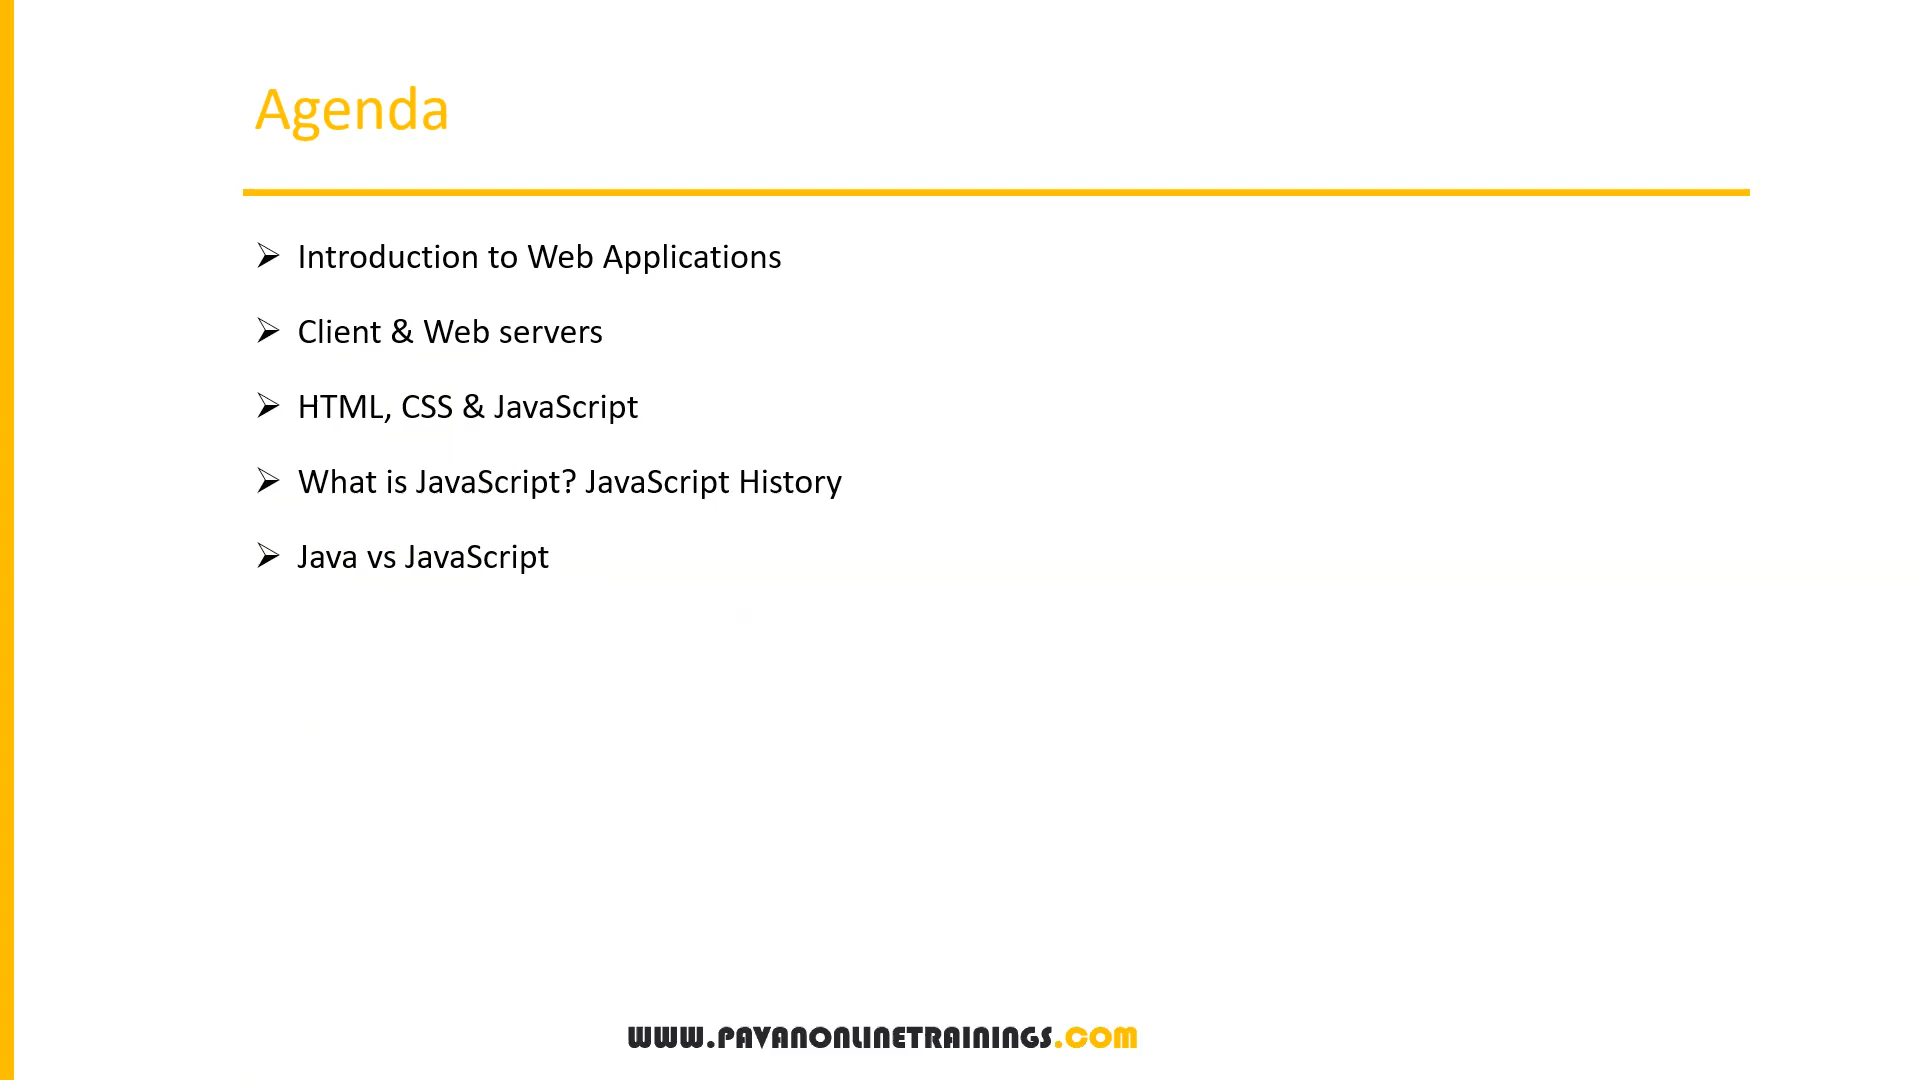 Agenda
➢ Introduction to Web Applications
➢ Client & Web servers
➢ HTML, CSS & JavaScript
➢ What is JavaScript? JavaScript History
➢ Java vs JavaScript
WWW.PAVANONLINETRAININGS.COM